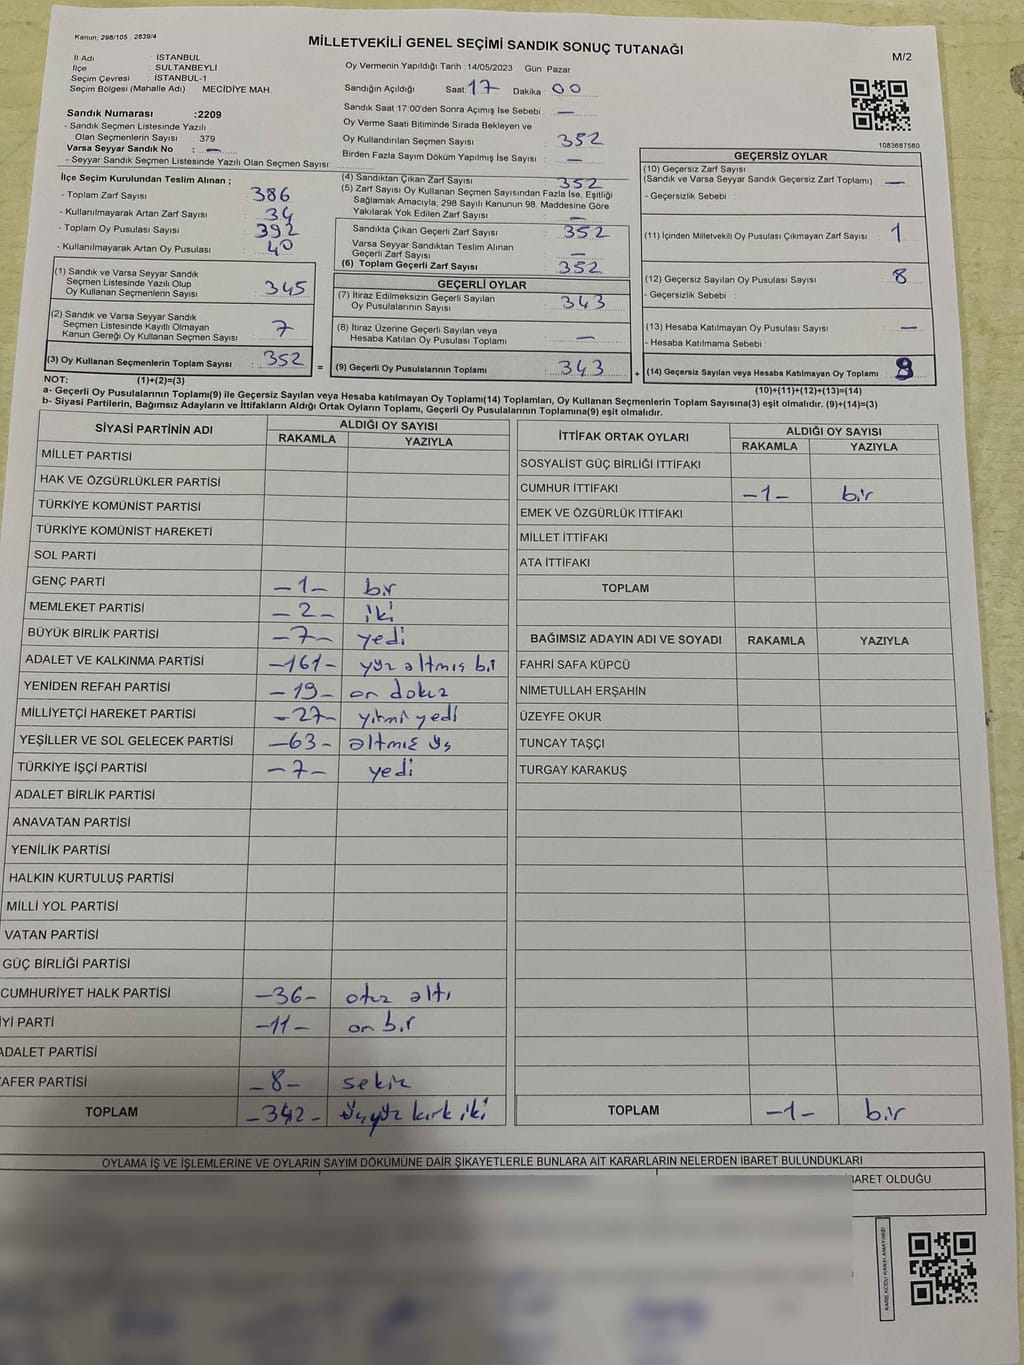 Kanun: 298/105 : 2839/4
MİLLETVEKİLİ GENEL SEÇİMİ SANDIK SONUÇ TUTANAĞI
M/2
İl Adı : İSTANBUL
İlçe : SULTANBEYLİ
Seçim Çevresi : İSTANBUL-1
Seçim Bölgesi (Mahalle Adı) : MECİDİYE MAH.
Oy Vermenin Yapıldığı Tarih : 14/05/2023 Gün: Pazar
Sandığın Açıldığı Saat: 17 Dakika: 00
Sandık Saat 17:00'den Sonra Açımış İse Sebebi : —
Oy Verme Saati Bitiminde Sırada Bekleyen ve
Oy Kullandırılan Seçmen Sayısı : 352
Birden Fazla Sayım Döküm Yapılmış İse Sayısı : —
1083687580
Sandık Numarası :2209
- Sandık Seçmen Listesinde Yazılı
Olan Seçmenlerin Sayısı : 379
Varsa Seyyar Sandık No : —
- Seyyar Sandık Seçmen Listesinde Yazılı Olan Seçmen Sayısı:
İlçe Seçim Kurulundan Teslim Alınan ;
- Toplam Zarf Sayısı : 386
- Kullanılmayarak Artan Zarf Sayısı : 34
- Toplam Oy Pusulası Sayısı : 392
- Kullanılmayarak Artan Oy Pusulası : 40
(1) Sandık ve Varsa Seyyar Sandık
Seçmen Listesinde Yazılı Olup
Oy Kullanan Seçmenlerin Sayısı : 345
(2) Sandık ve Varsa Seyyar Sandık
Seçmen Listesinde Kayıtlı Olmayan
Kanun Gereği Oy Kullanan Seçmen Sayısı : 7
(3) Oy Kullanan Seçmenlerin Toplam Sayısı : 352
(4) Sandıktan Çıkan Zarf Sayısı : 352
(5) Zarf Sayısı Oy Kullanan Seçmen Sayısından Fazla İse, Eşitliği
Sağlamak Amacıyla; 298 Sayılı Kanunun 98. Maddesine Göre
Yakılarak Yok Edilen Zarf Sayısı : —
Sandıkta Çıkan Geçerli Zarf Sayısı : 352
Varsa Seyyar Sandıktan Teslim Alınan
Geçerli Zarf Sayısı : —
(6) Toplam Geçerli Zarf Sayısı : 352
GEÇERLİ OYLAR
(7) İtiraz Edilmeksizin Geçerli Sayılan
Oy Pusulalarının Sayısı : 343
(8) İtiraz Üzerine Geçerli Sayılan veya
Hesaba Katılan Oy Pusulası Toplamı : —
= (9) Geçerli Oy Pusulalarının Toplamı : 343
GEÇERSİZ OYLAR
(10) Geçersiz Zarf Sayısı
(Sandık ve Varsa Seyyar Sandık Geçersiz Zarf Toplamı) : —
- Geçersizlik Sebebi :
(11) İçinden Milletvekili Oy Pusulası Çıkmayan Zarf Sayısı : 1
(12) Geçersiz Sayılan Oy Pusulası Sayısı : 8
- Geçersizlik Sebebi :
(13) Hesaba Katılmayan Oy Pusulası Sayısı : —
- Hesaba Katılmama Sebebi :
+ (14) Geçersiz Sayılan veya Hesaba Katılmayan Oy Toplamı : 9
NOT: (1)+(2)=(3)
(10)+(11)+(12)+(13)=(14)
a- Geçerli Oy Pusulalarının Toplamı(9) ile Geçersiz Sayılan veya Hesaba katılmayan Oy Toplamı(14) Toplamları, Oy Kullanan Seçmenlerin Toplam Sayısına(3) eşit olmalıdır. (9)+(14)=(3)
b- Siyasi Partilerin, Bağımsız Adayların ve İttifakların Aldığı Ortak Oyların Toplamı, Geçerli Oy Pusulalarının Toplamına(9) eşit olmalıdır.
SİYASİ PARTİNİN ADI ALDIĞI OY SAYISI
RAKAMLA YAZIYLA
MİLLET PARTİSİ
HAK VE ÖZGÜRLÜKLER PARTİSİ
TÜRKİYE KOMÜNİST PARTİSİ
TÜRKİYE KOMÜNİST HAREKETİ
SOL PARTİ
GENÇ PARTİ -1- bir
MEMLEKET PARTİSİ -2- iki
BÜYÜK BİRLİK PARTİSİ -7- yedi
ADALET VE KALKINMA PARTİSİ -161- yüz altmış bi
YENİDEN REFAH PARTİSİ -19- on dokuz
MİLLİYETÇİ HAREKET PARTİSİ -27- yirmi yedi
YEŞİLLER VE SOL GELECEK PARTİSİ -63- altmış üç
TÜRKİYE İŞÇİ PARTİSİ -7- yedi
ADALET BİRLİK PARTİSİ
ANAVATAN PARTİSİ
YENİLİK PARTİSİ
HALKIN KURTULUŞ PARTİSİ
MİLLİ YOL PARTİSİ
VATAN PARTİSİ
GÜÇ BİRLİĞİ PARTİSİ
CUMHURİYET HALK PARTİSİ -36- otuz altı
İYİ PARTİ -11- on bir
ADALET PARTİSİ
ZAFER PARTİSİ -8- sekiz
TOPLAM -342- üçyüz kırk iki
İTTİFAK ORTAK OYLARI ALDIĞI OY SAYISI
RAKAMLA YAZIYLA
SOSYALİST GÜÇ BİRLİĞİ İTTİFAKI
CUMHUR İTTİFAKI -1- bir
EMEK VE ÖZGÜRLÜK İTTİFAKI
MİLLET İTTİFAKI
ATA İTTİFAKI
TOPLAM
BAĞIMSIZ ADAYIN ADI VE SOYADI RAKAMLA YAZIYLA
FAHRİ SAFA KÜPCÜ
NİMETULLAH ERŞAHİN
ÜZEYFE OKUR
TUNCAY TAŞÇI
TURGAY KARAKUŞ
TOPLAM -1- bir
OYLAMA İŞ VE İŞLEMLERİNE VE OYLARIN SAYIM DÖKÜMÜNE DAİR ŞİKAYETLERLE BUNLARA AİT KARARLARIN NELERDEN İBARET BULUNDUKLARI
İBARET OLDUĞU